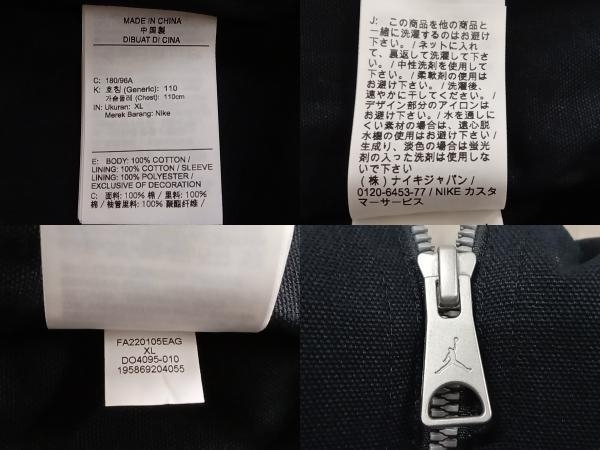 MADE IN CHINA
中国製
DIBUAT DI CINA
C: 180/96A
K: 호칭 (Generic): 110
가슴둘레 (Chest): 110cm
IN: Ukuran: XL
Merek Barang: Nike
E: BODY: 100% COTTON /
LINING: 100% COTTON / SLEEVE
LINING: 100% POLYESTER /
EXCLUSIVE OF DECORATION
C: 面料: 100% 棉 / 里料: 100%
棉 / 袖管里料: 100% 聚酯纤维 /
J: この商品を他の商品と
一緒に洗濯するのはお避け
下さい。/ ネットに入れ
て、裏返して洗濯して下さ
い。/ 中性洗剤を使用して
下さい。/ 柔軟剤の使用は
お避け下さい。/ 洗濯後、
速やかに干してください。/
デザイン部分のアイロンは
お避け下さい。/ 水を通しに
くい素材の場合は、遠心脱
水機の使用はお避け下さい/
生成り、淡色の場合は蛍光
剤の入った洗剤は使用しな
いで下さい
(株) ナイキジャパン/
0120-6453-77 / NIKE カスタ
マーサービス
FA220105EAG
XL
DO4095-010
195869204055